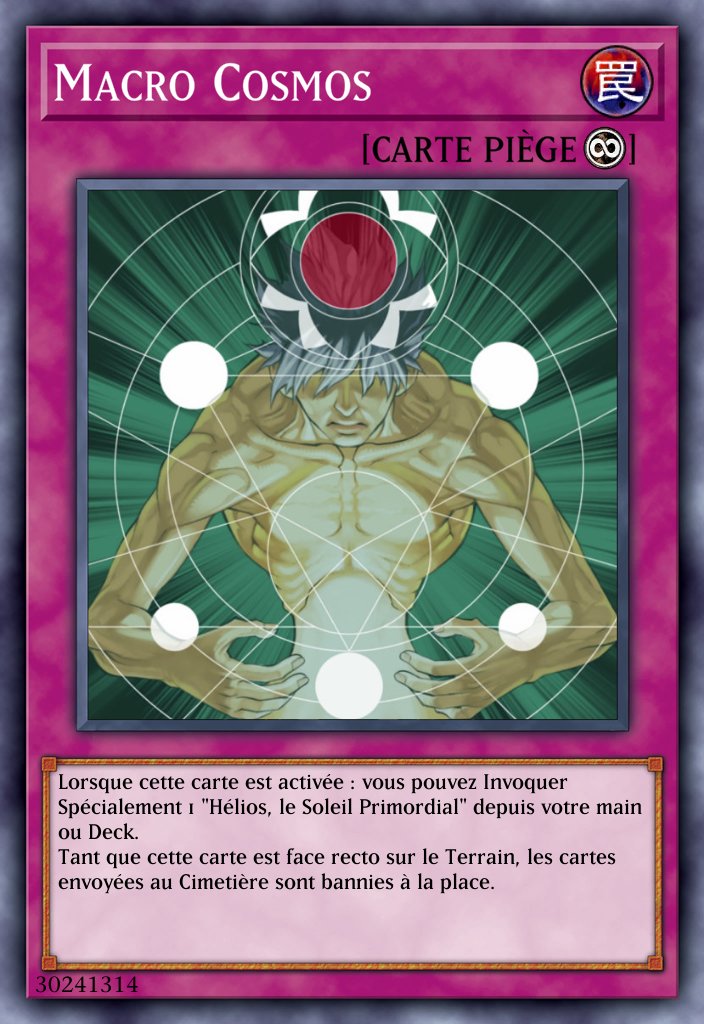 Macro Cosmos
罠
[CARTE PIÈGE ∞]
Lorsque cette carte est activée : vous pouvez Invoquer
Spécialement 1 "Hélios, le Soleil Primordial" depuis votre main
ou Deck.
Tant que cette carte est face recto sur le Terrain, les cartes
envoyées au Cimetière sont bannies à la place.
30241314